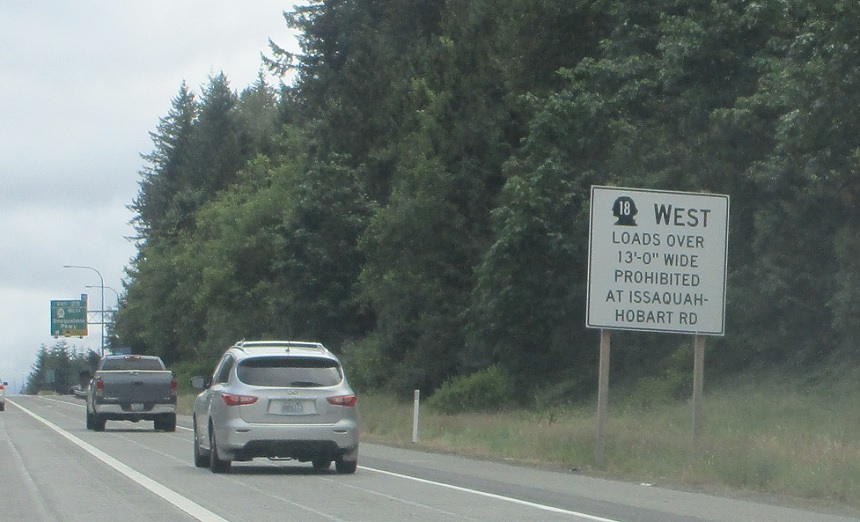 18 WEST
LOADS OVER
13'-0" WIDE
PROHIBITED
AT ISSAQUAH-
HOBART RD